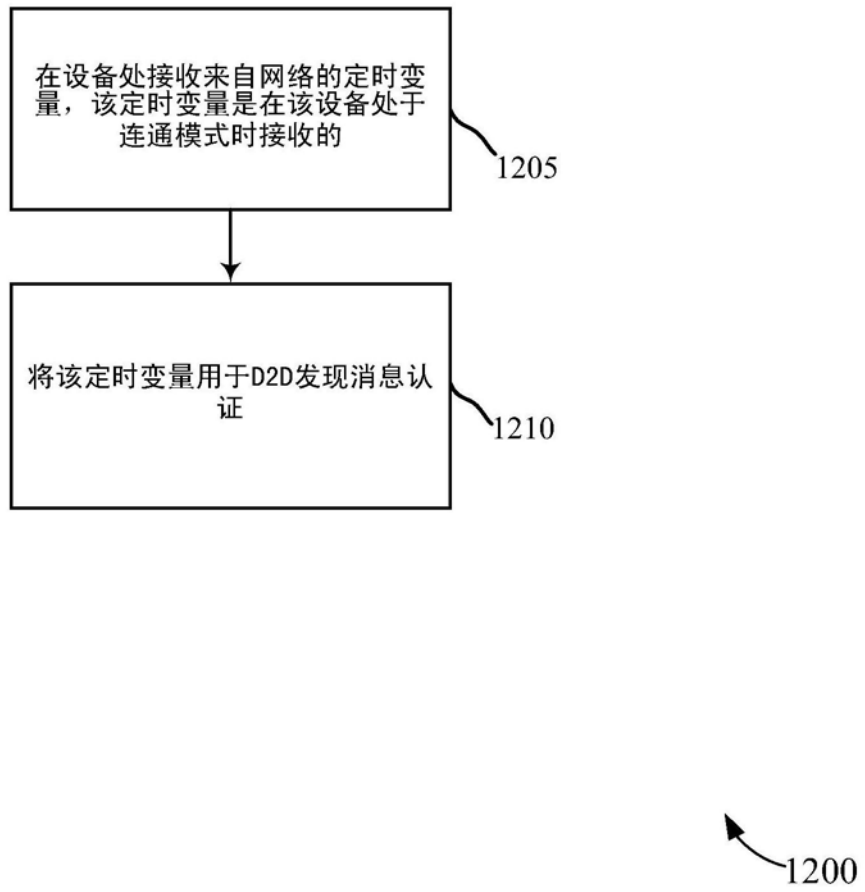 在设备处接收来自网络的定时变
量，该定时变量是在该设备处于
连通模式时接收的
1205
将该定时变量用于D2D发现消息认
证
1210
1200